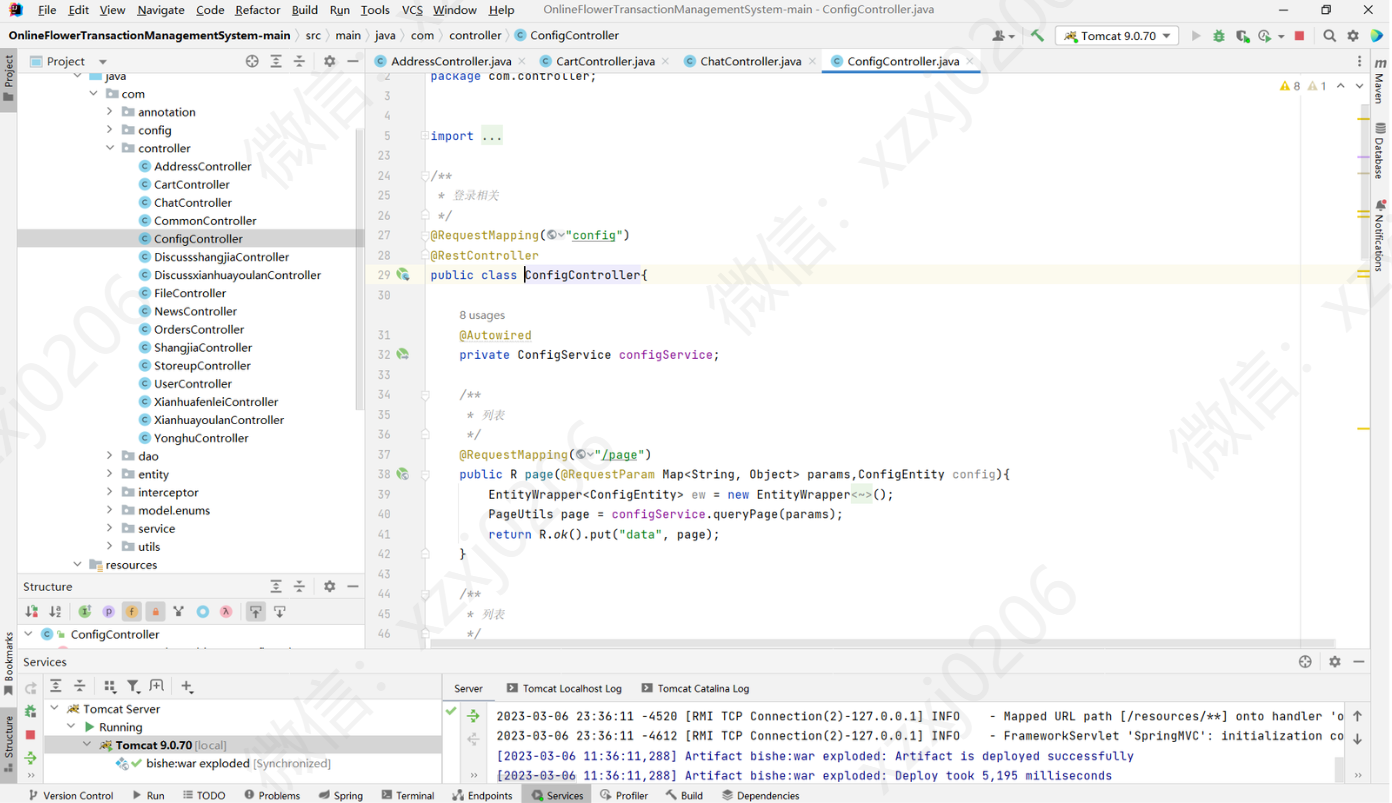 File Edit View Navigate Code Refactor Build Run Tools VCS Window Help OnlineFlowerTransactionManagementSystem-main - ConfigController.java
OnlineFlowerTransactionManagementSystem-main src main java com controller ConfigController Tomcat 9.0.70
Project AddressController.java CartController.java ChatController.java ConfigController.java
java
com
annotation
config
controller
AddressController
CartController
ChatController
CommonController
ConfigController
DiscussshangjiaController
DiscussxianhuayoulanController
FileController
NewsController
OrdersController
ShangjiaController
StoreupController
UserController
XianhuafenleiController
XianhuayoulanController
YonghuController
dao
entity
interceptor
model.enums
service
utils
resources
2 package com.controller;
3
4
5 import ...
23
24 /**
25 * 登录相关
26 */
27 @RequestMapping("config")
28 @RestController
29 public class ConfigController{
30
8 usages
31 @Autowired
32 private ConfigService configService;
33
34 /**
35 * 列表
36 */
37 @RequestMapping("/page")
38 public R page(@RequestParam Map<String, Object> params,ConfigEntity config){
39 EntityWrapper<ConfigEntity> ew = new EntityWrapper<~>();
40 PageUtils page = configService.queryPage(params);
41 return R.ok().put("data", page);
42 }
43
44 /**
45 * 列表
46 */
8 1
Project
Bookmarks
Structure
Maven
Database
Notifications
Structure
ConfigController
Services
Tomcat Server
Running
Tomcat 9.0.70 [local]
bishe:war exploded [Synchronized]
Server Tomcat Localhost Log Tomcat Catalina Log
2023-03-06 23:36:11 -4520 [RMI TCP Connection(2)-127.0.0.1] INFO - Mapped URL path [/resources/**] onto handler 'o
2023-03-06 23:36:11 -4612 [RMI TCP Connection(2)-127.0.0.1] INFO - FrameworkServlet 'SpringMVC': initialization co
[2023-03-06 11:36:11,288] Artifact bishe:war exploded: Artifact is deployed successfully
[2023-03-06 11:36:11,288] Artifact bishe:war exploded: Deploy took 5,195 milliseconds
Version Control Run TODO Problems Spring Terminal Endpoints Services Profiler Build Dependencies
微信：xzxj0206